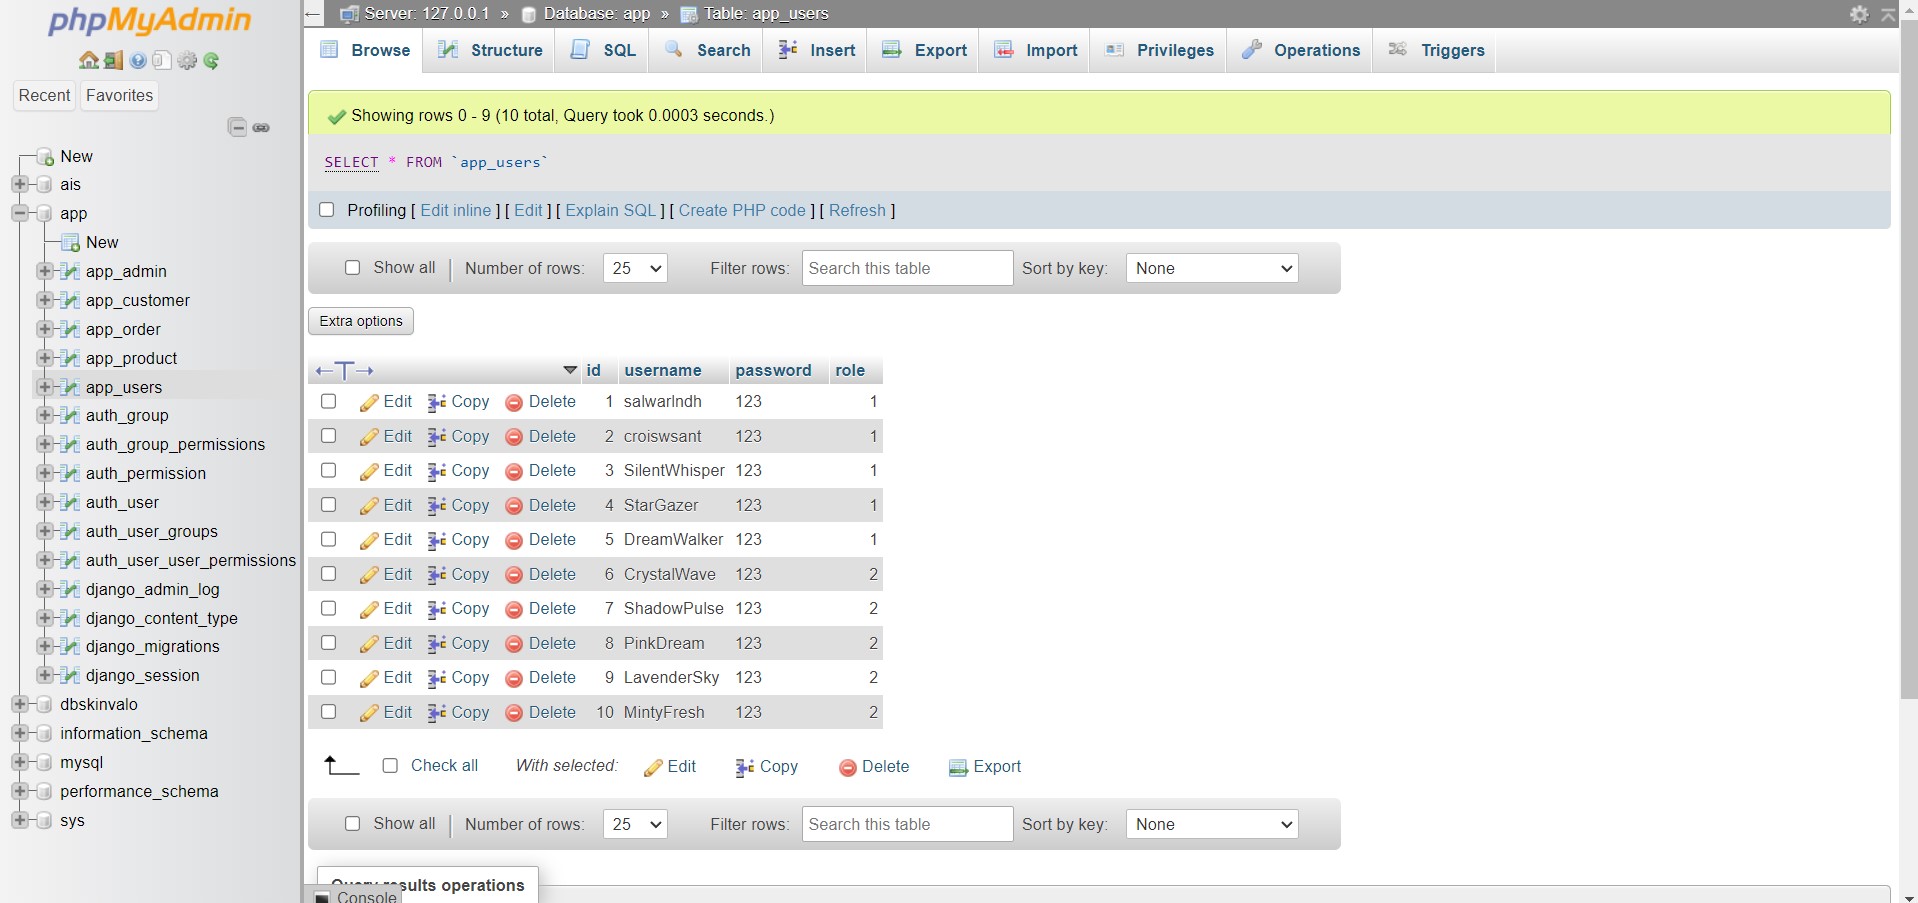 phpMyAdmin
Recent Favorites
New
ais
app
New
app_admin
app_customer
app_order
app_product
app_users
auth_group
auth_group_permissions
auth_permission
auth_user
auth_user_groups
auth_user_user_permissions
django_admin_log
django_content_type
django_migrations
django_session
dbskinvalo
information_schema
mysql
performance_schema
sys
Server: 127.0.0.1 » Database: app » Table: app_users
Browse Structure SQL Search Insert Export Import Privileges Operations Triggers
Showing rows 0 - 9 (10 total, Query took 0.0003 seconds.)
SELECT * FROM `app_users`
Profiling [ Edit inline ] [ Edit ] [ Explain SQL ] [ Create PHP code ] [ Refresh ]
Show all | Number of rows: 25 Filter rows: Search this table Sort by key: None
Extra options
←T→ id username password role
Edit Copy Delete 1 salwarlndh 123 1
Edit Copy Delete 2 croiswsant 123 1
Edit Copy Delete 3 SilentWhisper 123 1
Edit Copy Delete 4 StarGazer 123 1
Edit Copy Delete 5 DreamWalker 123 1
Edit Copy Delete 6 CrystalWave 123 2
Edit Copy Delete 7 ShadowPulse 123 2
Edit Copy Delete 8 PinkDream 123 2
Edit Copy Delete 9 LavenderSky 123 2
Edit Copy Delete 10 MintyFresh 123 2
Check all With selected: Edit Copy Delete Export
Show all | Number of rows: 25 Filter rows: Search this table Sort by key: None
Query results operations
Console